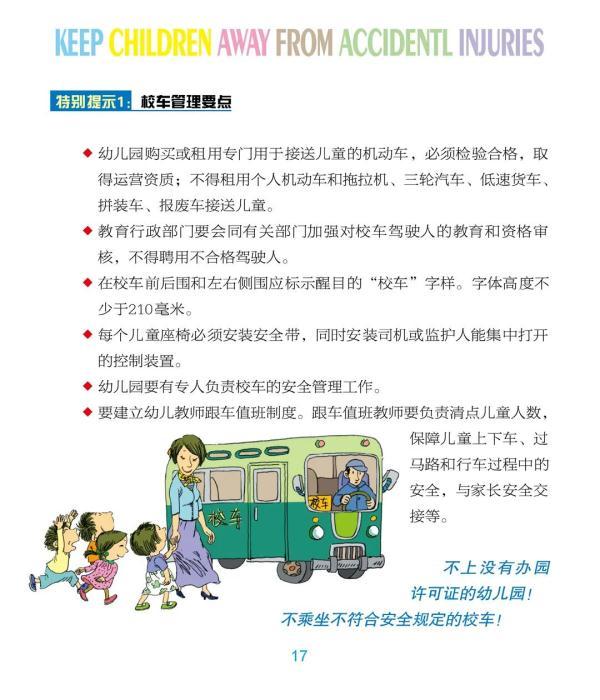 KEEP CHILDREN AWAY FROM ACCIDENTL INJURIES
特别提示1：校车管理要点
◆ 幼儿园购买或租用专门用于接送儿童的机动车，必须检验合格，取
得运营资质；不得租用个人机动车和拖拉机、三轮汽车、低速货车、
拼装车、报废车接送儿童。
◆ 教育行政部门要会同有关部门加强对校车驾驶人的教育和资格审
核，不得聘用不合格驾驶人。
◆ 在校车前后围和左右侧围应标示醒目的“校车”字样。字体高度不
少于210毫米。
◆ 每个儿童座椅必须安装安全带，同时安装司机或监护人能集中打开
的控制装置。
◆ 幼儿园要有专人负责校车的安全管理工作。
◆ 要建立幼儿教师跟车值班制度。跟车值班教师要负责清点儿童人数，
保障儿童上下车、过
马路和行车过程中的
安全，与家长安全交
接等。
校车
校车
不上没有办园
许可证的幼儿园！
不乘坐不符合安全规定的校车！
17